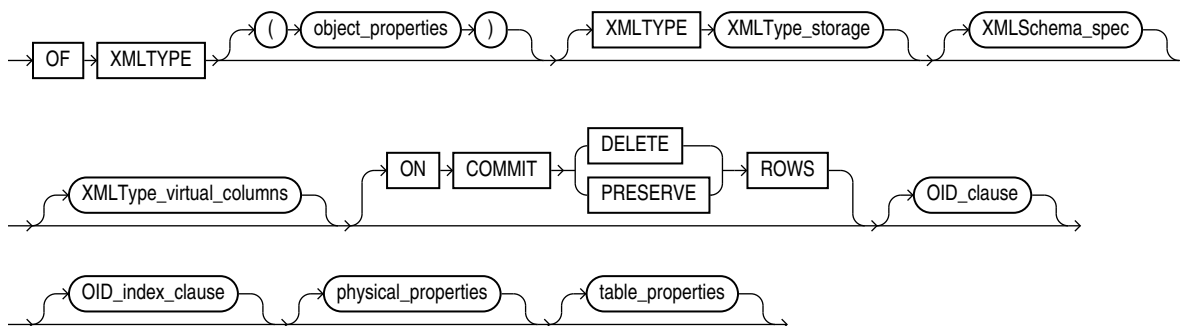 ( object_properties ) XMLTYPE XMLType_storage XMLSchema_spec
OF XMLTYPE
DELETE
XMLType_virtual_columns ON COMMIT ROWS OID_clause
PRESERVE
OID_index_clause physical_properties table_properties